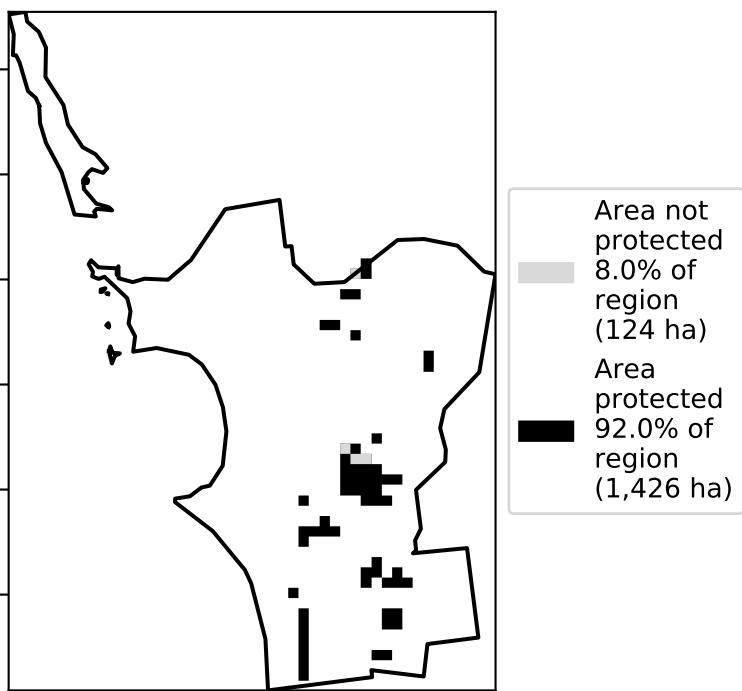 Area not
protected
8.0% of
region
(124 ha)
Area
protected
92.0% of
region
(1,426 ha)